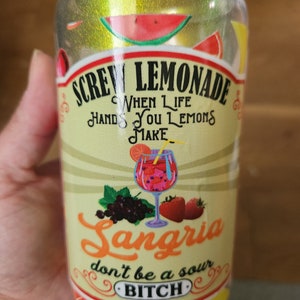 SCREW LEMONADE
When Life
Hands You Lemons
Make
Sangria
don't be a sour
BITCH